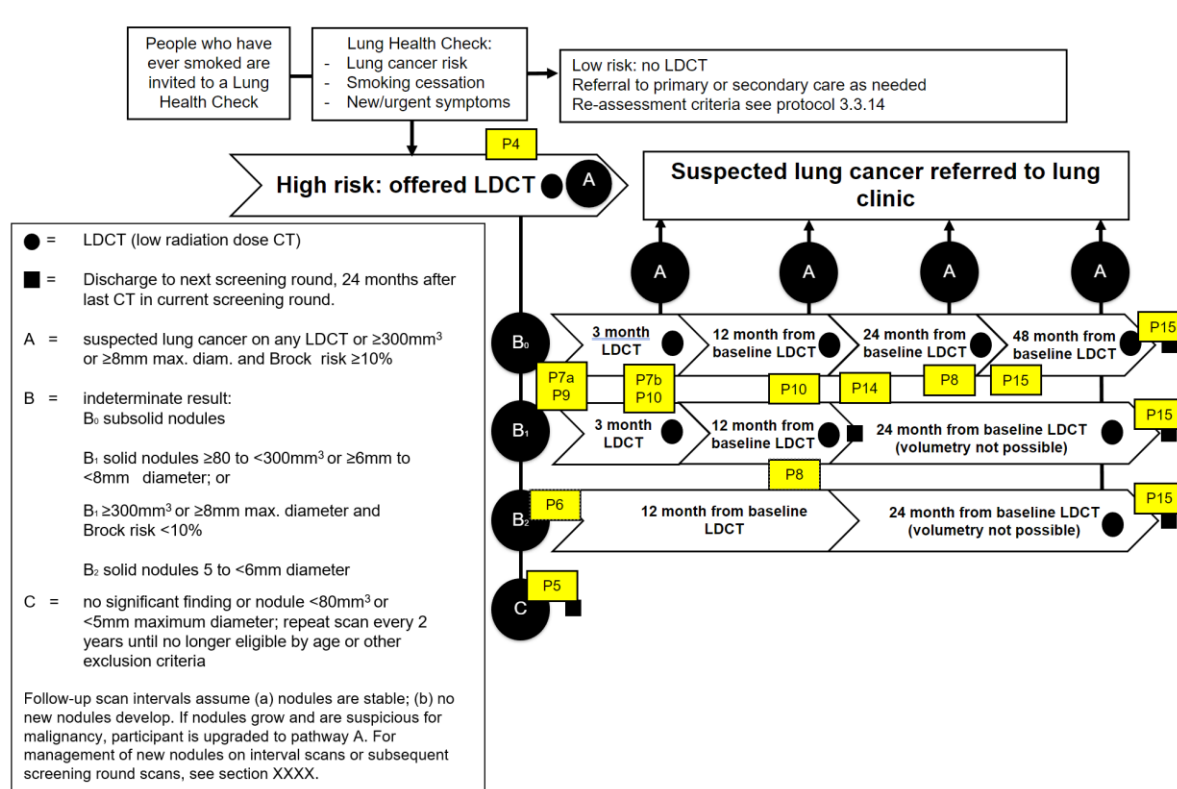 People who have
ever smoked are
invited to a Lung
Health Check
Lung Health Check:
- Lung cancer risk
- Smoking cessation
- New/urgent symptoms
Low risk: no LDCT
Referral to primary or secondary care as needed
Re-assessment criteria see protocol 3.3.14
P4
High risk: offered LDCT
A
Suspected lung cancer referred to lung
clinic
= LDCT (low radiation dose CT)
= Discharge to next screening round, 24 months after
last CT in current screening round.
A = suspected lung cancer on any LDCT or ≥300mm³
or ≥8mm max. diam. and Brock risk ≥10%
B = indeterminate result:
B₀ subsolid nodules
B₁ solid nodules ≥80 to <300mm³ or ≥6mm to
<8mm diameter; or
B₁ ≥300mm³ or ≥8mm max. diameter and
Brock risk <10%
B₂ solid nodules 5 to <6mm diameter
C = no significant finding or nodule <80mm³ or
<5mm maximum diameter; repeat scan every 2
years until no longer eligible by age or other
exclusion criteria
Follow-up scan intervals assume (a) nodules are stable; (b) no
new nodules develop. If nodules grow and are suspicious for
malignancy, participant is upgraded to pathway A. For
management of new nodules on interval scans or subsequent
screening round scans, see section XXXX.
A
A
A
A
B₀
3 month
LDCT
12 month from
baseline LDCT
24 month from
baseline LDCT
48 month from
baseline LDCT
P15
P7a
P9
P7b
P10
P10
P14
P8
P15
B₁
3 month
LDCT
12 month from
baseline LDCT
24 month from baseline LDCT
(volumetry not possible)
P15
P8
B₂
P6
12 month from baseline
LDCT
24 month from baseline LDCT
(volumetry not possible)
P15
C
P5